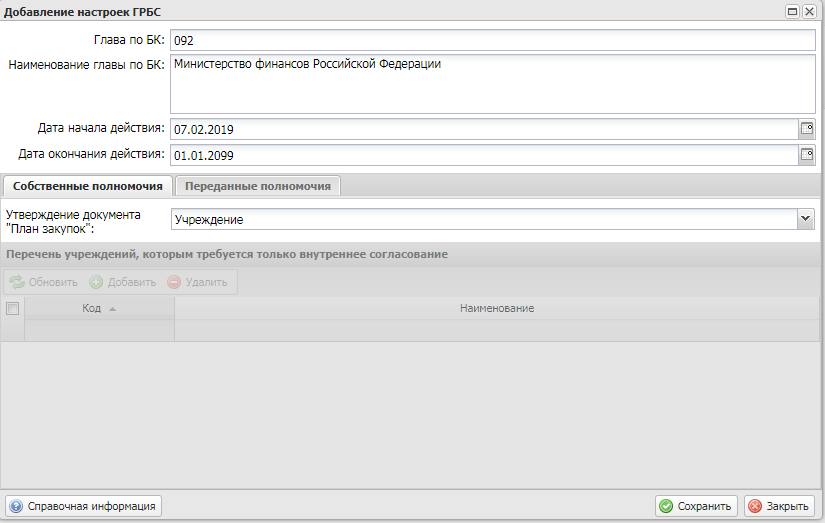 Добавление настроек ГРБС
Глава по БК: 092
Наименование главы по БК: Министерство финансов Российской Федерации
Дата начала действия: 07.02.2019
Дата окончания действия: 01.01.2099
Собственные полномочия Переданные полномочия
Утверждение документа
"План закупок": Учреждение
Перечень учреждений, которым требуется только внутреннее согласование
Обновить Добавить Удалить
Код Наименование
Справочная информация Сохранить Закрыть